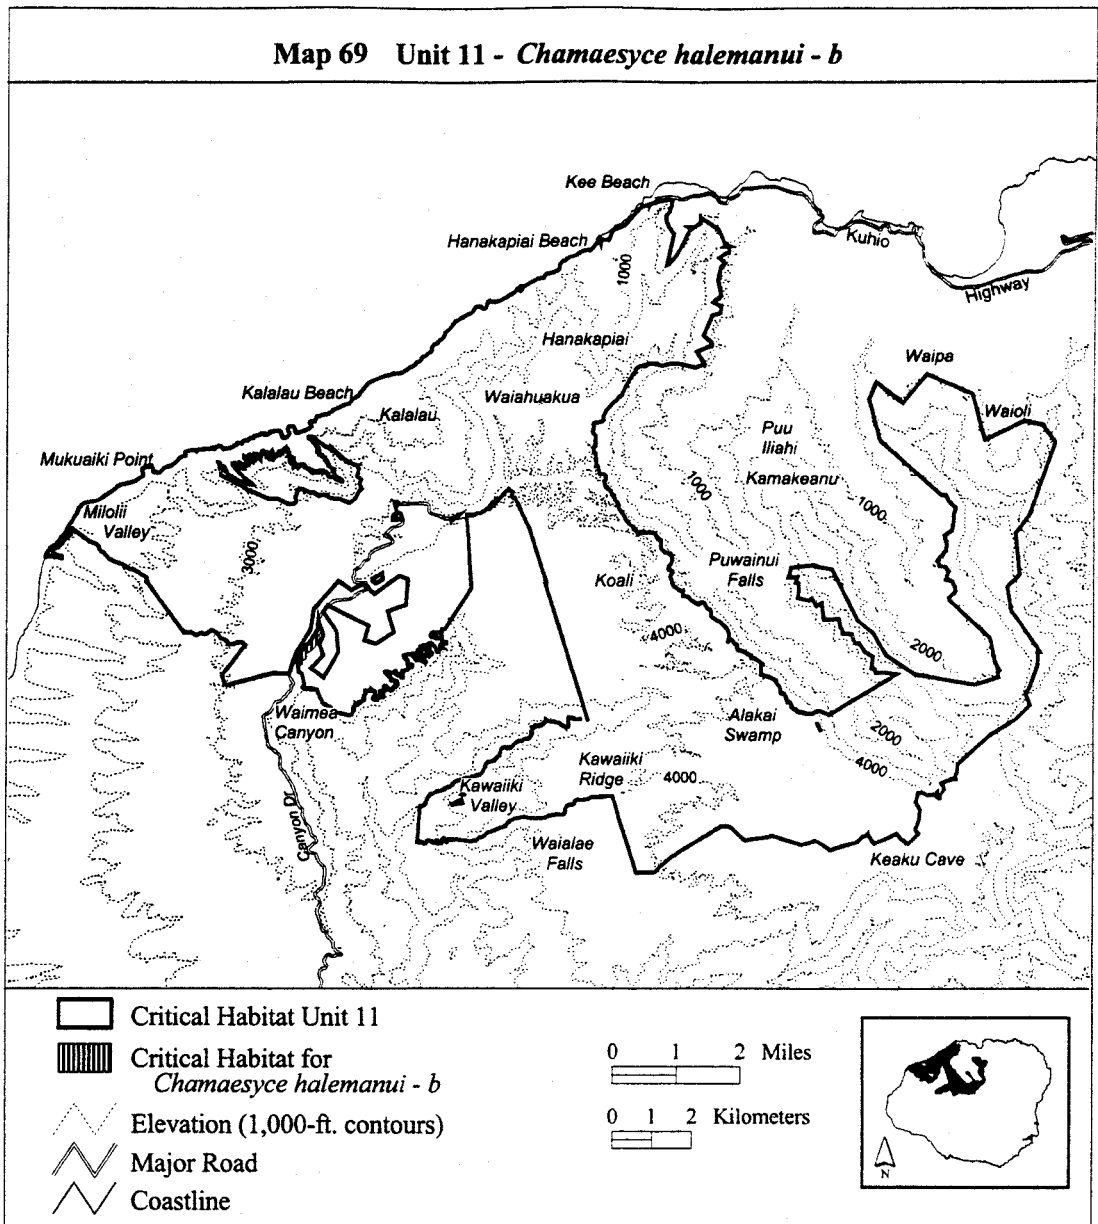 Map 69 Unit 11 - Chamaesyce halemanui - b
Kee Beach
Kuhio
Hanakapiai Beach
1000
Highway
Hanakapiai
Waipa
Kalalau Beach
Kalalau
Waiahuakua
Waioli
Puu
Iliahi
Mukuaiki Point
Kamakeanu
1000
1000
Milolii
Valley
3000
Puwainui
Falls
Koali
4000
2000
Waimea
Canyon
Alakai
Swamp
2000
4000
Kawaiiki
Ridge
4000
Kawaiiki
Valley
Canyon Dr
Waialae
Falls
Keaku Cave
Critical Habitat Unit 11
Critical Habitat for
Chamaesyce halemanui - b
Elevation (1,000-ft. contours)
Major Road
Coastline
0 1 2 Miles
0 1 2 Kilometers
N